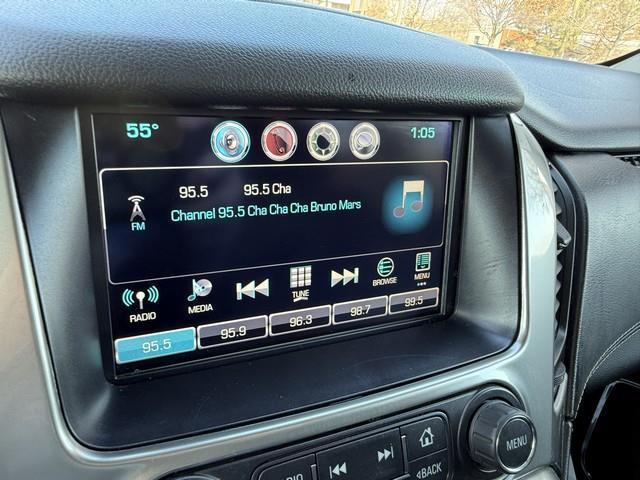 55° 1:05
95.5 95.5 Cha
Channel 95.5 Cha Cha Cha Bruno Mars
FM
RADIO MEDIA TUNE BROWSE MENU
95.5 95.9 96.3 98.7 99.5
RADIO BACK MENU